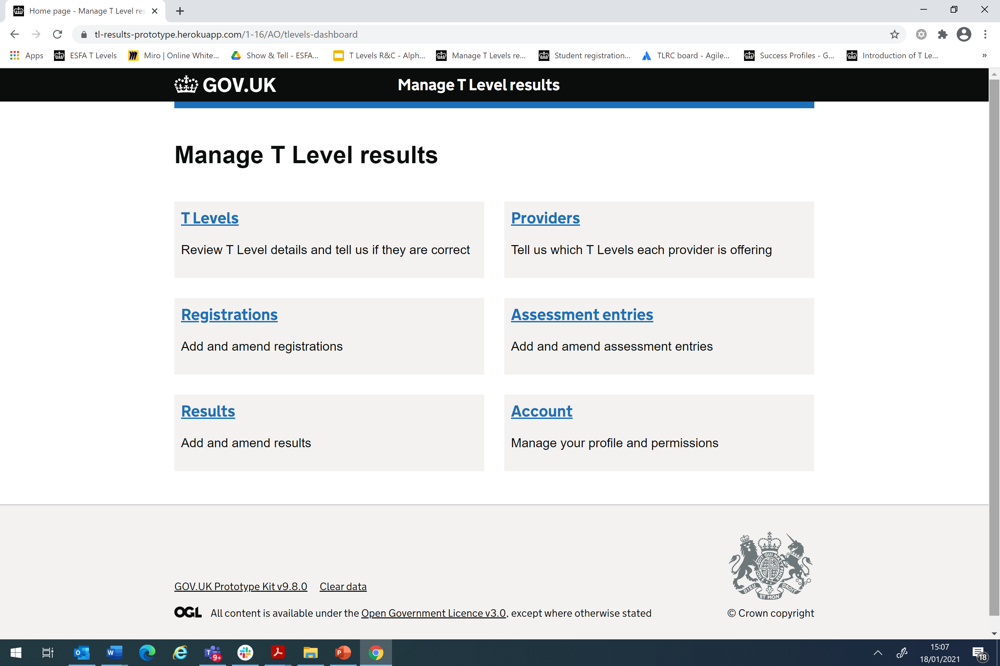 Home page - Manage T Level res
tl-results-prototype.herokuapp.com/1-16/AO/tlevels-dashboard
Apps ESFA T Levels Miro | Online White... Show & Tell - ESFA... T Levels R&C - Alph... Manage T Levels re... Student registration... TLRC board - Agile... Success Profiles - G... Introduction of T Le... »
GOV.UK Manage T Level results
Manage T Level results
T Levels
Review T Level details and tell us if they are correct
Providers
Tell us which T Levels each provider is offering
Registrations
Add and amend registrations
Assessment entries
Add and amend assessment entries
Results
Add and amend results
Account
Manage your profile and permissions
HONI SOIT QUI MAL Y PENSE
DIEU ET MON DROIT
GOV.UK Prototype Kit v9.8.0 Clear data
OGL All content is available under the Open Government Licence v3.0, except where otherwise stated
© Crown copyright
O W T 9+ P
15:07
18/01/2021
18